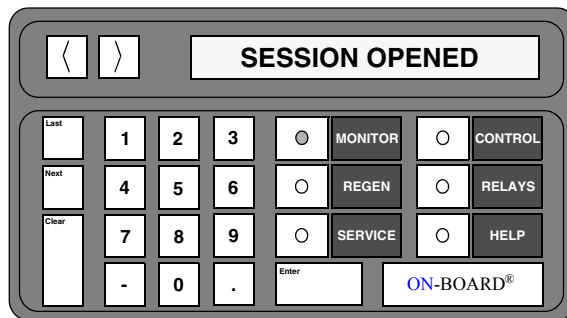 〈 〉 SESSION OPENED
Last 1 2 3 MONITOR CONTROL
Next 4 5 6 REGEN RELAYS
Clear 7 8 9 SERVICE HELP
- 0 . Enter ON-BOARD®